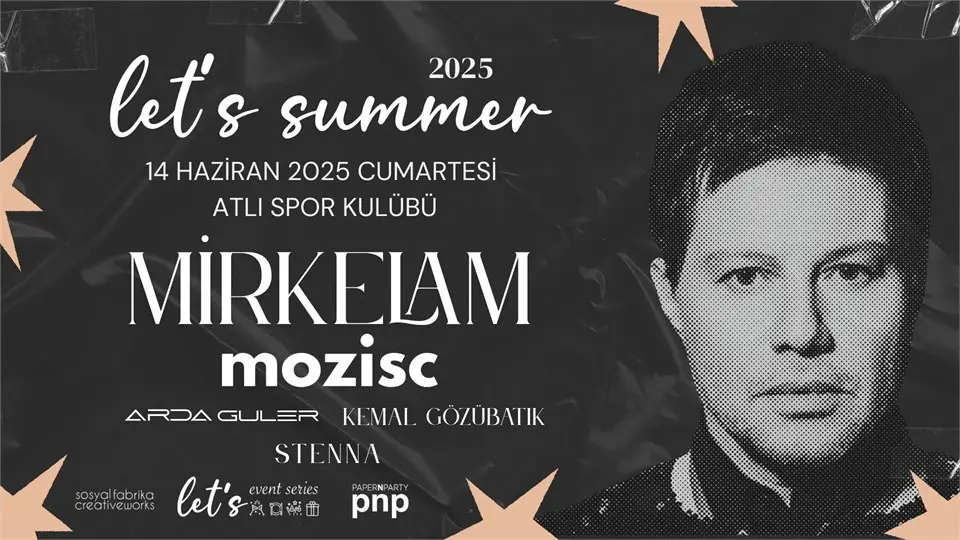 2025
let's summer
14 HAZİRAN 2025 CUMARTESİ
ATLI SPOR KULÜBÜ
MİRKELAM
mozisc
ARDA GULER KEMAL GÖZÜBATIK
STENNA
sosyalfabrika
creativeworks
let's event series
PAPERNPARTY
pnp